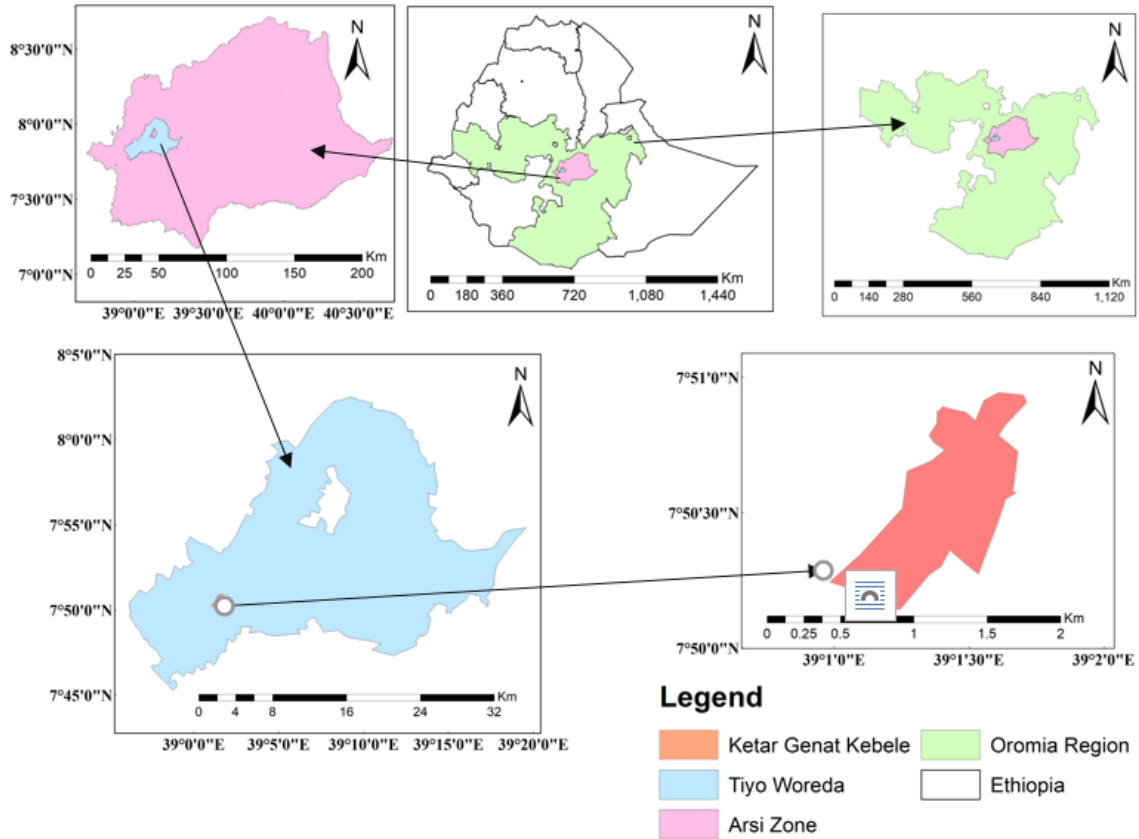 N
8°30'0"N
8°0'0"N
7°30'0"N
7°0'0"N
Km
0 25 50 100 150 200
39°0'0"E 39°30'0"E 40°0'0"E 40°30'0"E
N
Km
0 180 360 720 1,080 1,440
N
Km
0 140 280 560 840 1,120
8°5'0"N
8°0'0"N
7°55'0"N
7°50'0"N
7°45'0"N
N
Km
0 4 8 16 24 32
39°0'0"E 39°5'0"E 39°10'0"E 39°15'0"E 39°20'0"E
7°51'0"N
7°50'30"N
7°50'0"N
N
Km
0 0.25 0.5 1 1.5 2
39°1'0"E 39°1'30"E 39°2'0"E
Legend
Ketar Genat Kebele
Oromia Region
Tiyo Woreda
Ethiopia
Arsi Zone